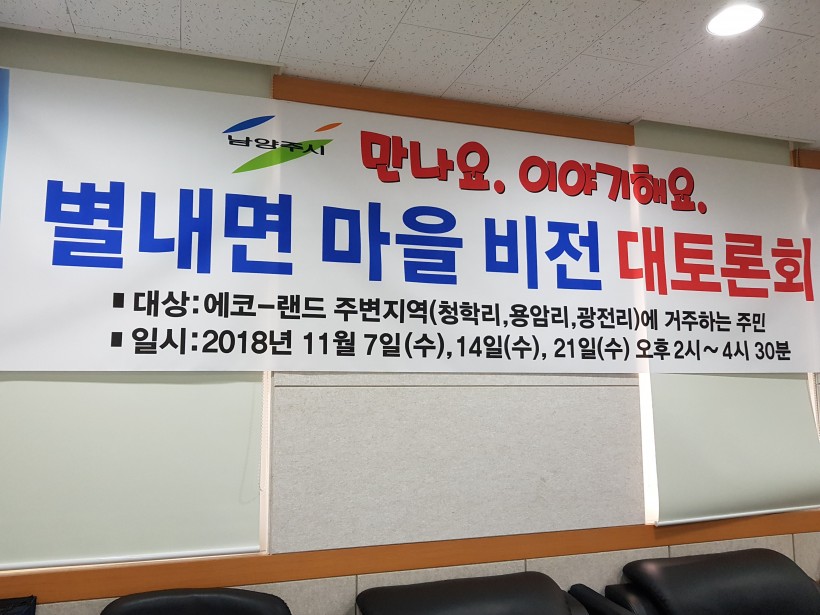 남양주시
만나요. 이야기해요.
별내면 마을 비전 대토론회
▪ 대상:에코-랜드 주변지역(청학리,용암리,광전리)에 거주하는 주민
▪ 일시:2018년 11월 7일(수),14일(수), 21일(수) 오후 2시~4시 30분